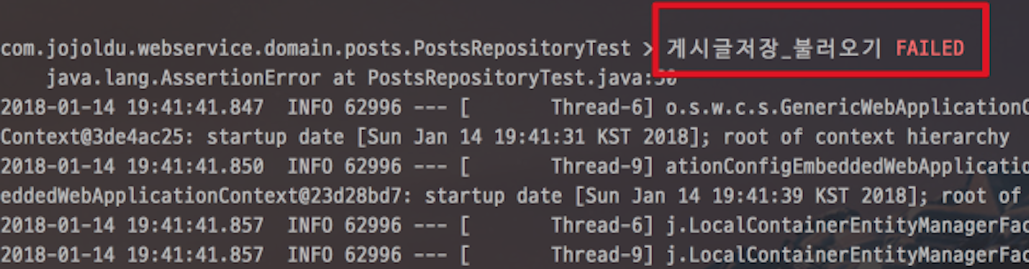 com.jojoldu.webservice.domain.posts.PostsRepositoryTest > 게시글저장_불러오기 FAILED
java.lang.AssertionError at PostsRepositoryTest.java:50
2018-01-14 19:41:41.847  INFO 62996 --- [       Thread-6] o.s.w.c.s.GenericWebApplicationC
Context@3de4ac25: startup date [Sun Jan 14 19:41:31 KST 2018]; root of context hierarchy
2018-01-14 19:41:41.850  INFO 62996 --- [       Thread-9] ationConfigEmbeddedWebApplicatio
eddedWebApplicationContext@23d28bd7: startup date [Sun Jan 14 19:41:39 KST 2018]; root of
2018-01-14 19:41:41.857  INFO 62996 --- [       Thread-6] j.LocalContainerEntityManagerFac
2018-01-14 19:41:41.857  INFO 62996 --- [       Thread-9] j.LocalContainerEntityManagerFac